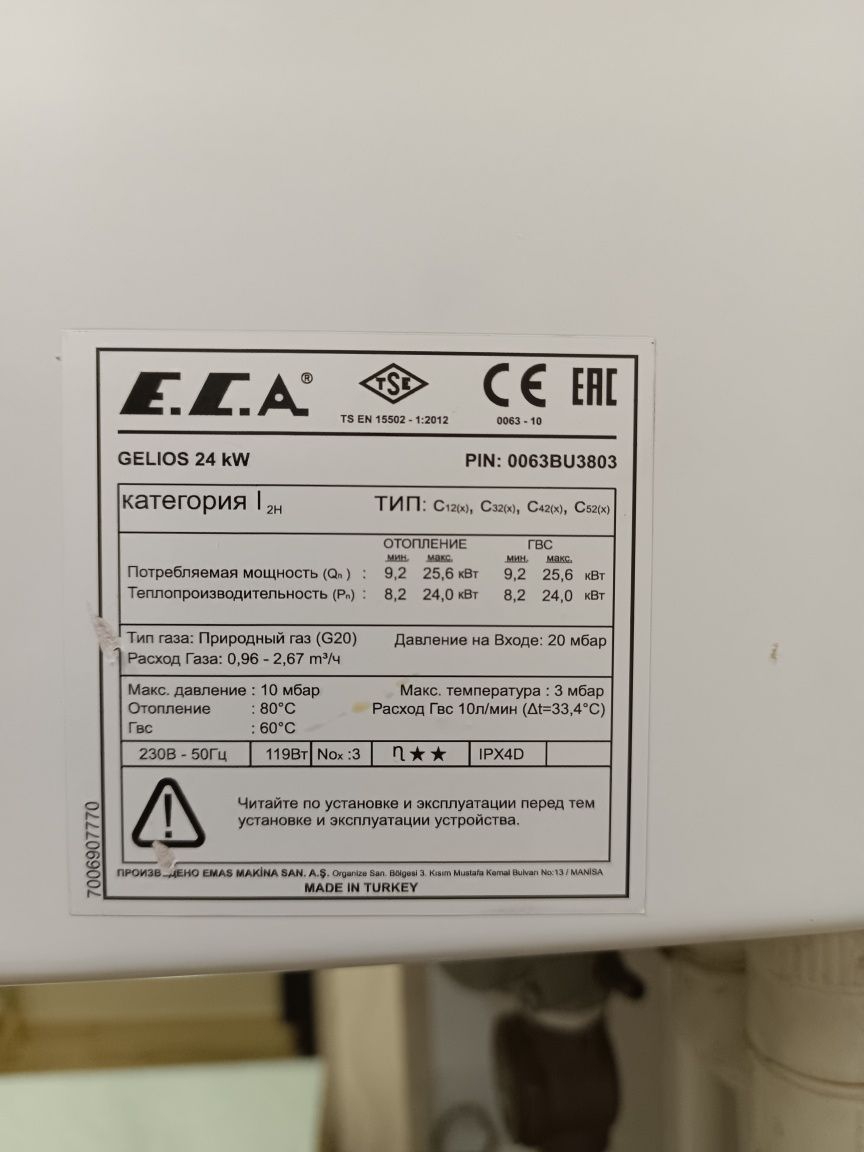 E.C.A®
TSE
TS EN 15502 - 1:2012
CE
0063 - 10
EAC
GELIOS 24 kW PIN: 0063BU3803
категория I 2H ТИП: C12(x), C32(x), C42(x), C52(x)
ОТОПЛЕНИЕ ГВС
мин. макс. мин. макс.
Потребляемая мощность (Qn) : 9,2 25,6 кВт 9,2 25,6 кВт
Теплопроизводительность (Pn) : 8,2 24,0 кВт 8,2 24,0 кВт
Тип газа: Природный газ (G20) Давление на Входе: 20 мбар
Расход Газа: 0,96 - 2,67 m³/ч
Макс. давление : 10 мбар Макс. температура : 3 мбар
Отопление : 80°C Расход Гвс 10л/мин (Δt=33,4°C)
Гвс : 60°C
230В - 50Гц 119Вт Nox :3 η★★ IPX4D
Читайте по установке и эксплуатации перед тем
установке и эксплуатации устройства.
7006907770
EMAS MAKİNA SAN. A.Ş. Organize San. Bölgesi 3. Kısım Mustafa Kemal Bulvarı No:13 / MANİSA
MADE IN TURKEY